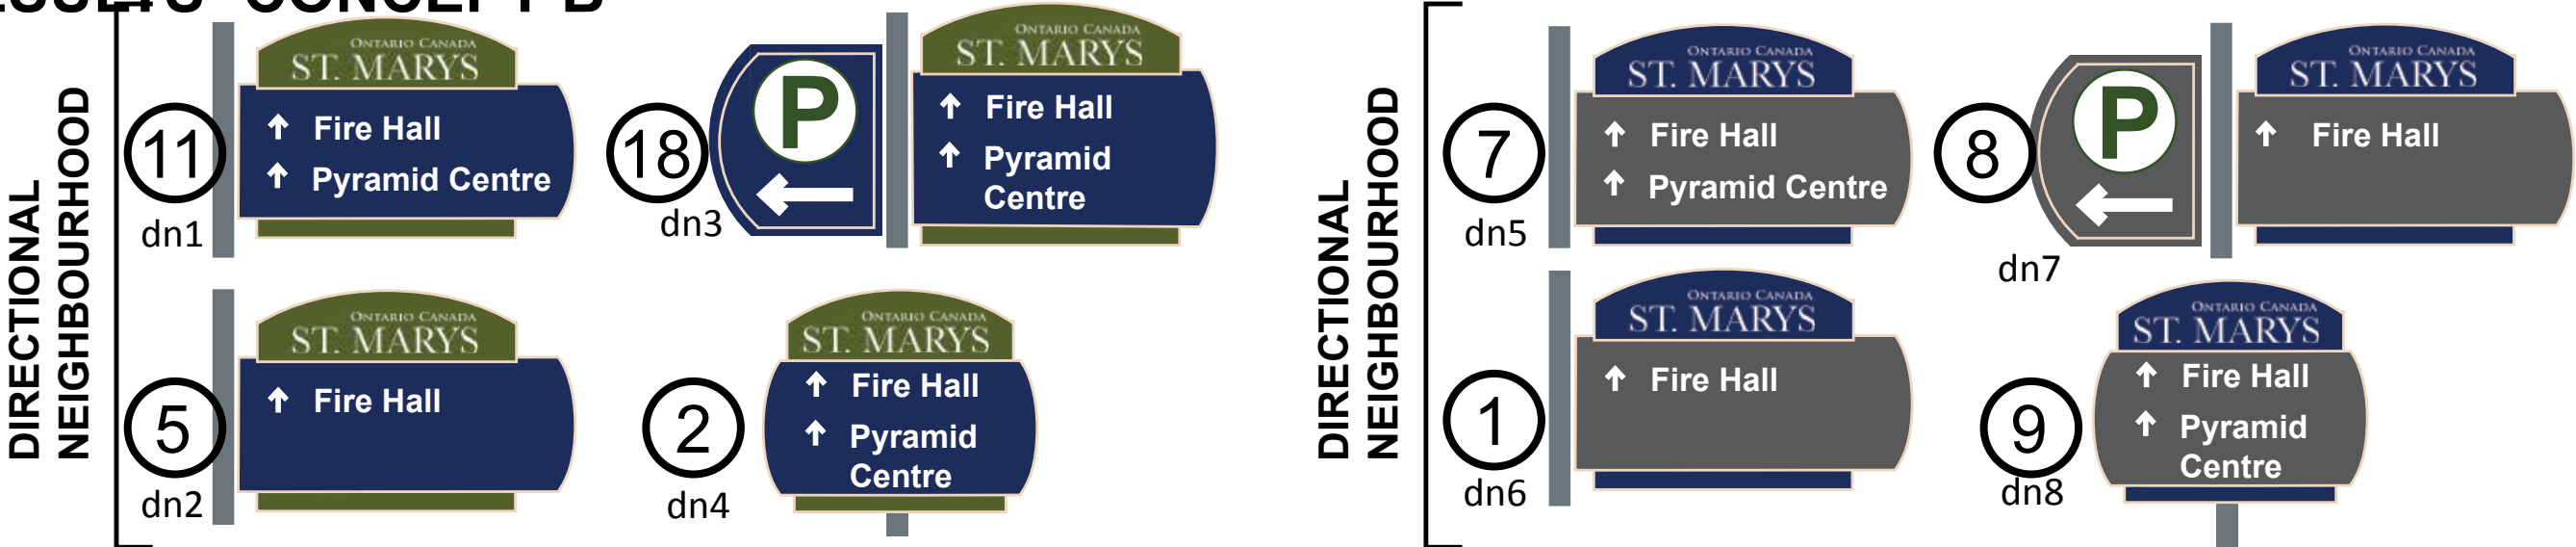 RESULTS CONCEPT B
DIRECTIONAL
NEIGHBOURHOOD
11
dn1
ONTARIO CANADA
ST. MARYS
Fire Hall
Pyramid Centre
18
dn3
P
ONTARIO CANADA
ST. MARYS
Fire Hall
Pyramid
Centre
5
dn2
ONTARIO CANADA
ST. MARYS
Fire Hall
2
dn4
ONTARIO CANADA
ST. MARYS
Fire Hall
Pyramid
Centre
DIRECTIONAL
NEIGHBOURHOOD
7
dn5
ONTARIO CANADA
ST. MARYS
Fire Hall
Pyramid Centre
8
dn7
P
ONTARIO CANADA
ST. MARYS
Fire Hall
1
dn6
ONTARIO CANADA
ST. MARYS
Fire Hall
9
dn8
ONTARIO CANADA
ST. MARYS
Fire Hall
Pyramid
Centre